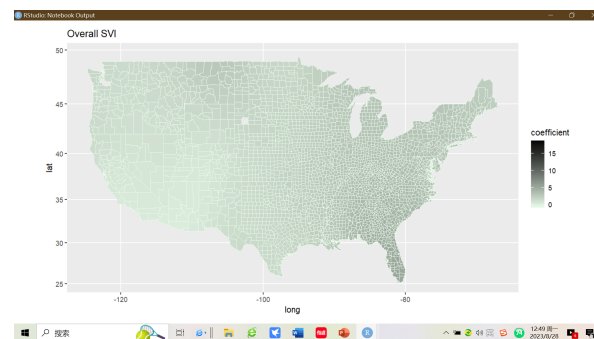 RStudio: Notebook Output
Overall SVI
50
45
40
35
30
25
lat
-120
-100
-80
long
coefficient
15
10
5
0
搜索
12:49 周一
2023/8/28